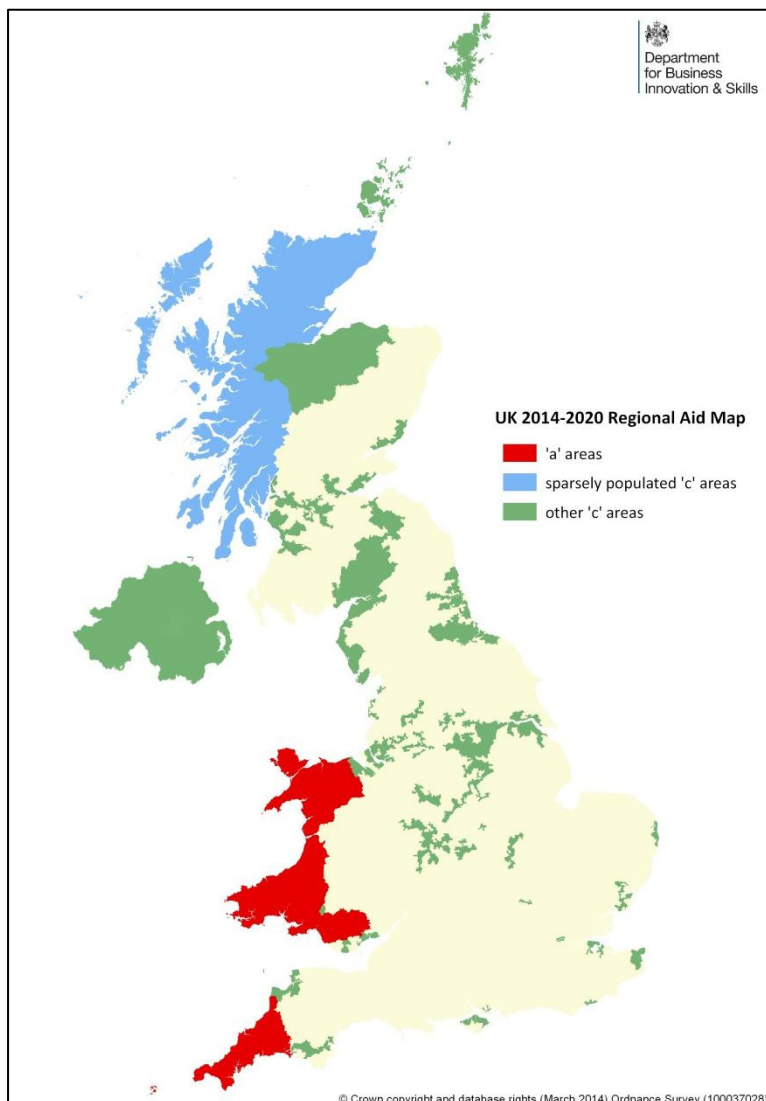 Department
for Business
Innovation & Skills
UK 2014-2020 Regional Aid Map
'a' areas
sparsely populated 'c' areas
other 'c' areas
© Crown copyright and database rights (March 2014) Ordnance Survey (100037028)